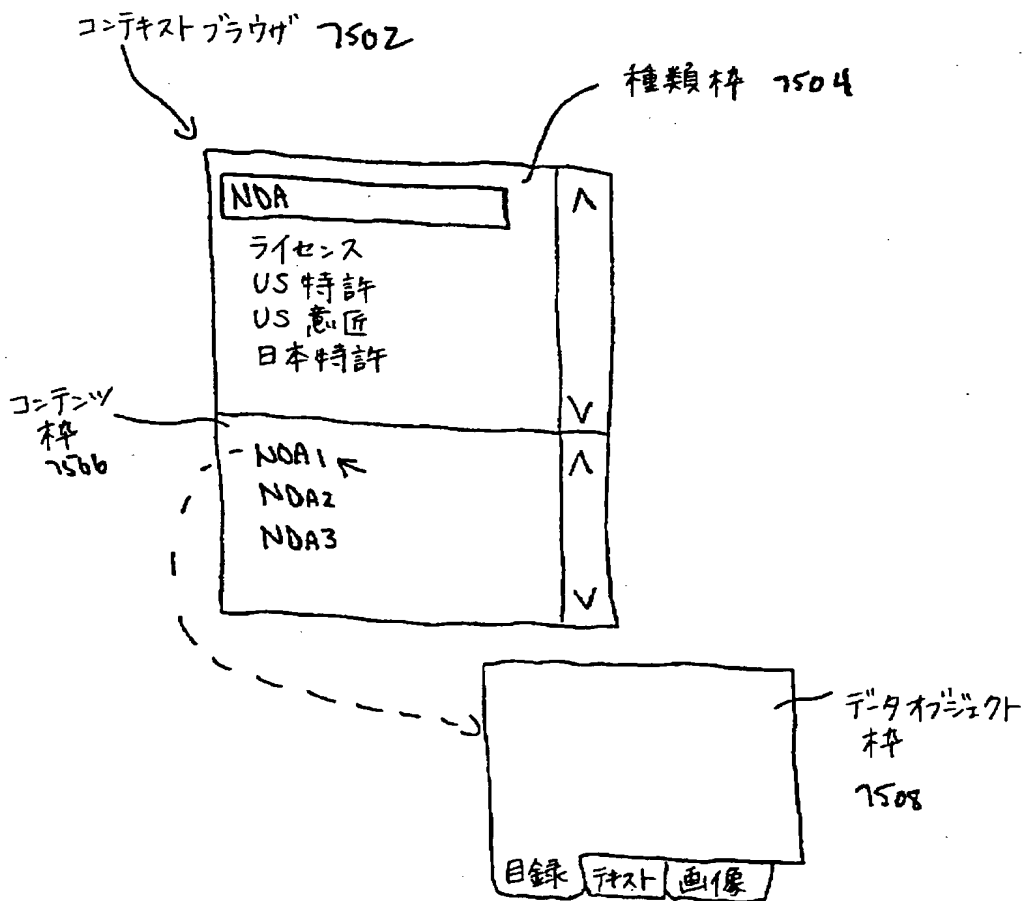 コンテキストブラウザ 7502
種類枠 7504
NDA
ライセンス
US 特許
US 意匠
日本特許
コンテンツ
枠
7506
NDA1
NDA2
NDA3
データオブジェクト
枠
7508
目録
テキスト
画像